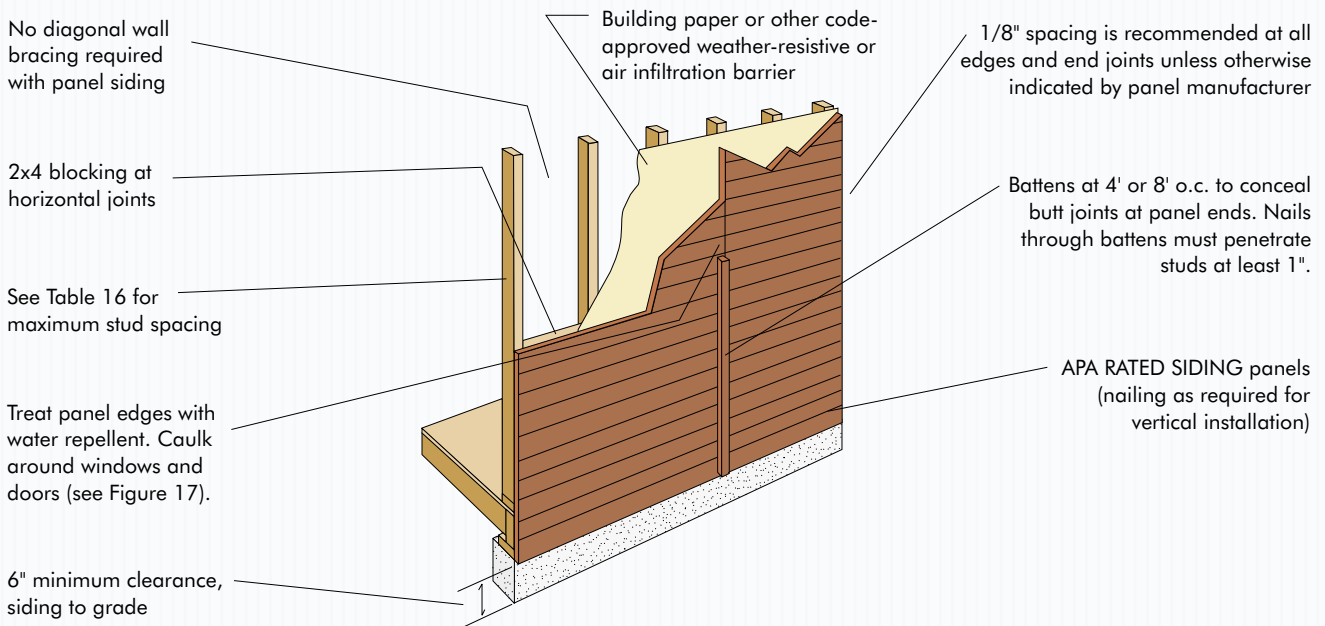 No diagonal wall
bracing required
with panel siding
Building paper or other code-
approved weather-resistive or
air infiltration barrier
1/8" spacing is recommended at all
edges and end joints unless otherwise
indicated by panel manufacturer
2x4 blocking at
horizontal joints
Battens at 4' or 8' o.c. to conceal
butt joints at panel ends. Nails
through battens must penetrate
studs at least 1".
See Table 16 for
maximum stud spacing
APA RATED SIDING panels
(nailing as required for
vertical installation)
Treat panel edges with
water repellent. Caulk
around windows and
doors (see Figure 17).
6" minimum clearance,
siding to grade